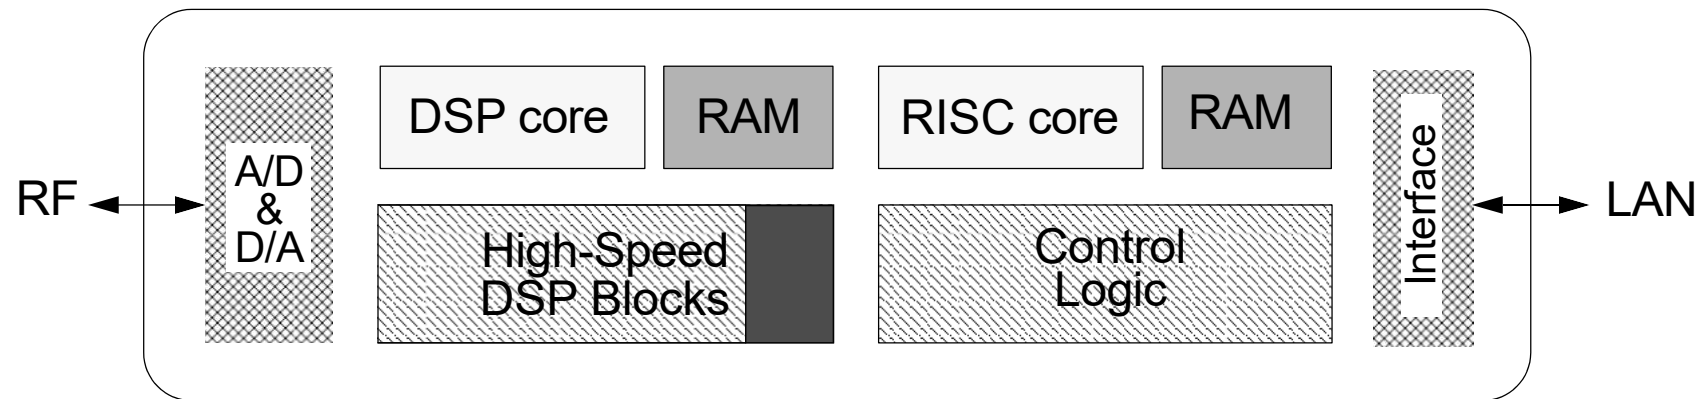 RF
A/D
&
D/A
DSP core
RAM
RISC core
RAM
High-Speed
DSP Blocks
Control
Logic
Interface
LAN